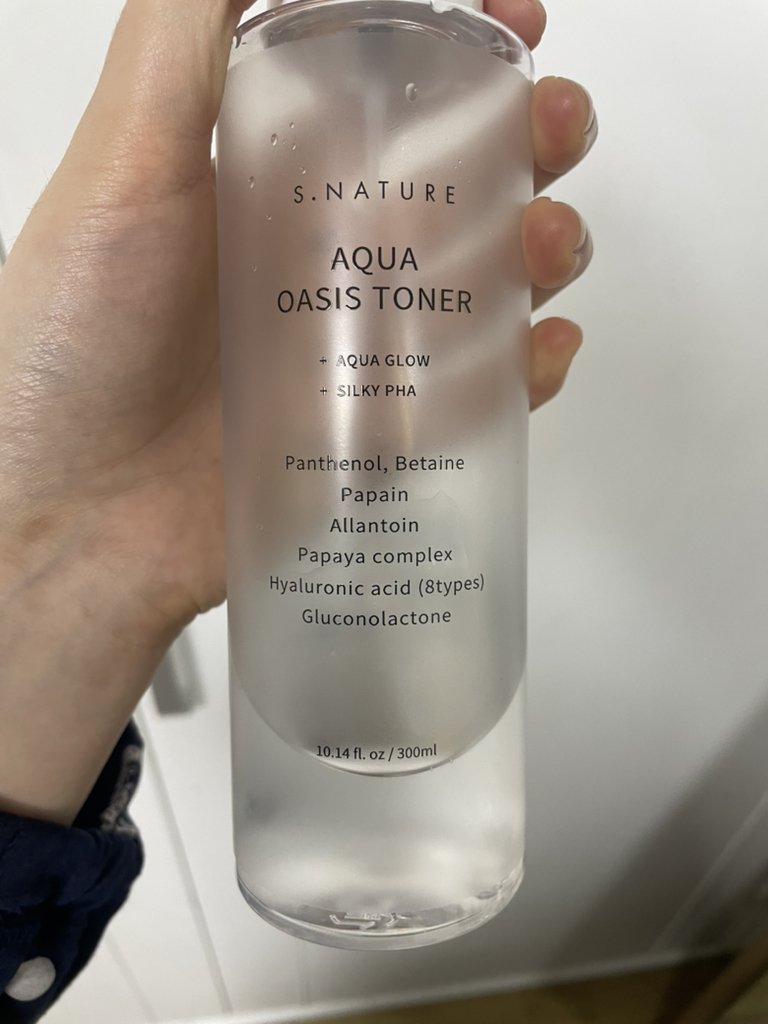 S.NATURE
AQUA
OASIS TONER
+ AQUA GLOW
+ SILKY PHA
Panthenol, Betaine
Papain
Allantoin
Papaya complex
Hyaluronic acid (8types)
Gluconolactone
10.14 fl. oz / 300ml